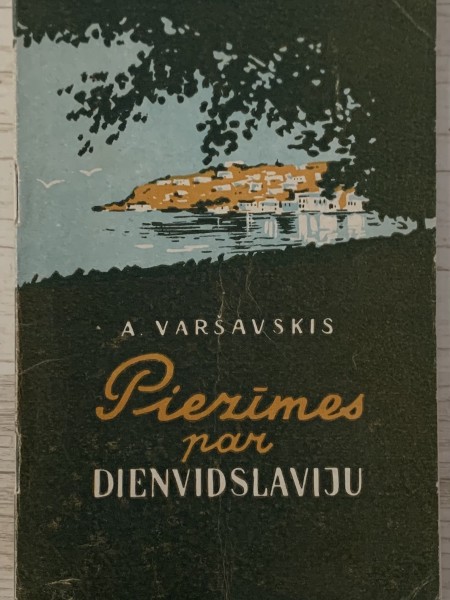 A. VARŠAVSKIS
Piezīmes
par
DIENVIDSLAVIJU